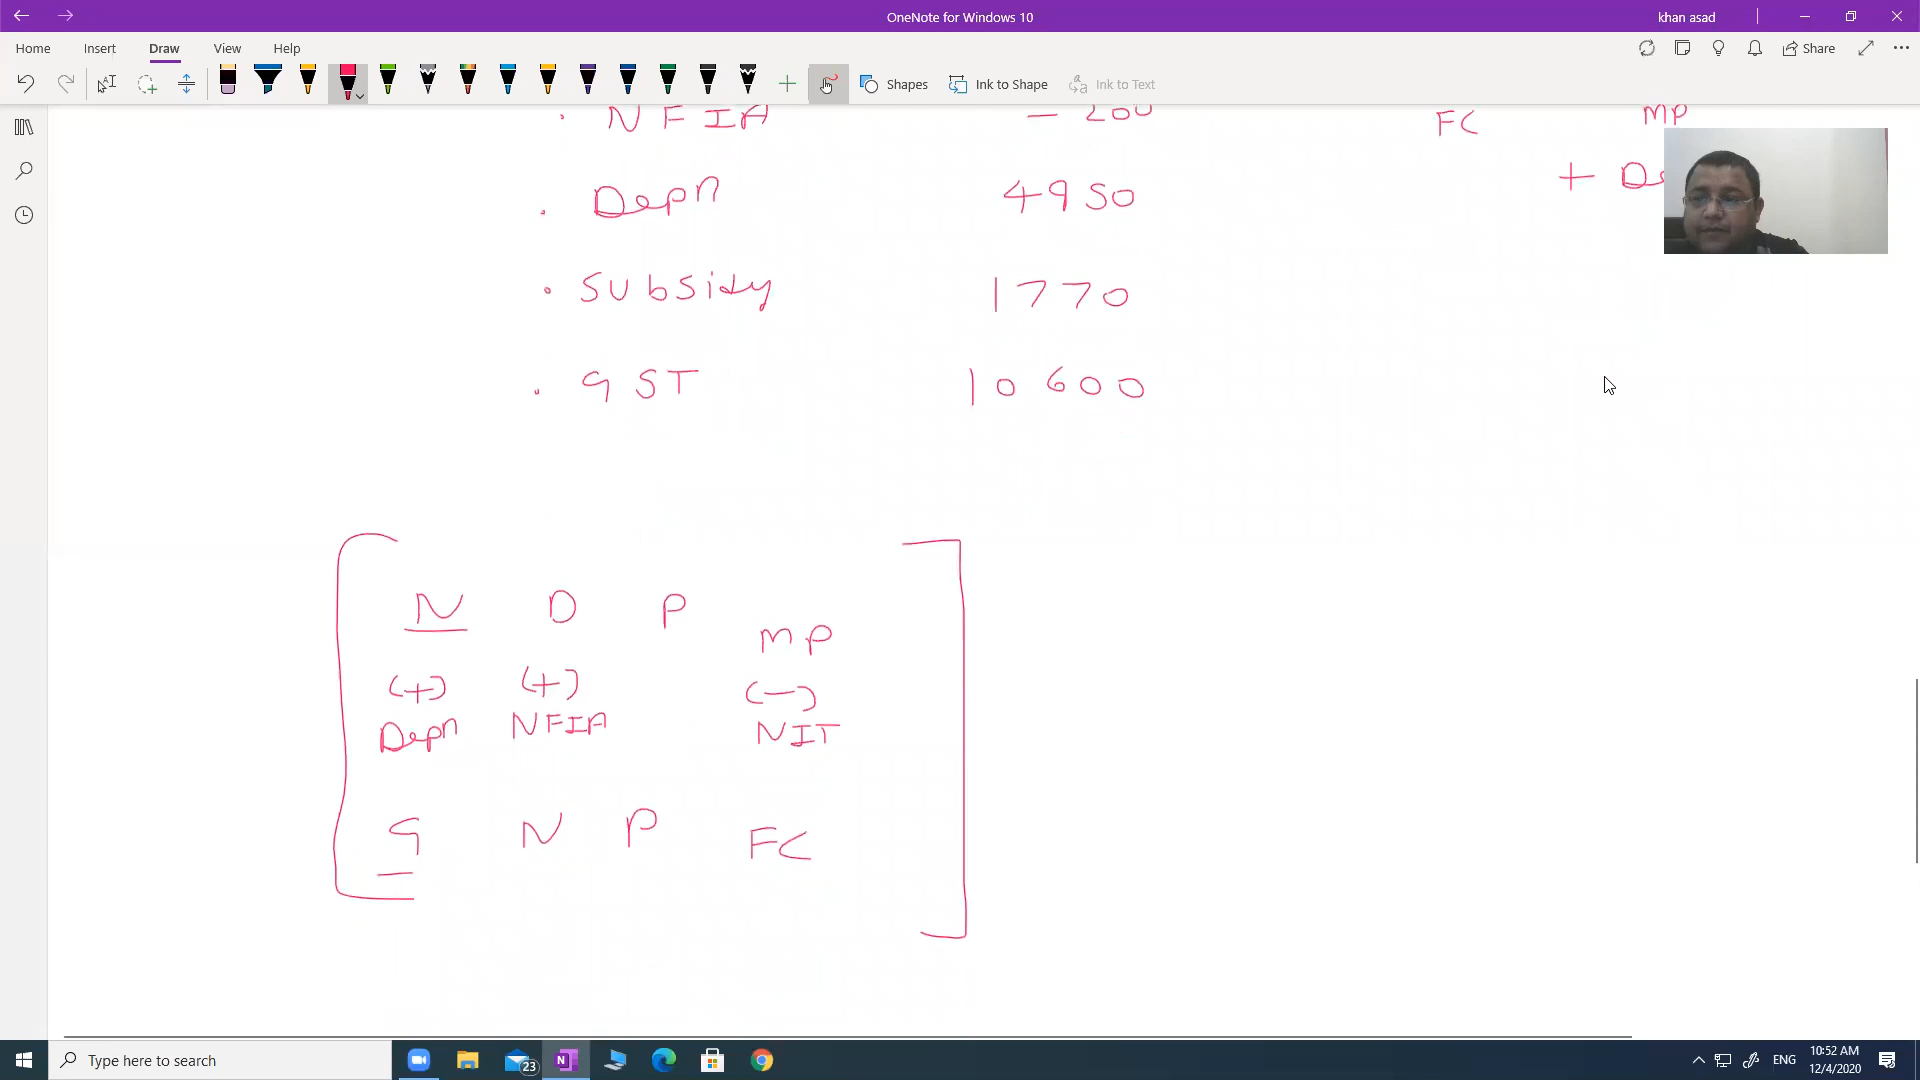 OneNote for Windows 10
khan asad
Home Insert Draw View Help
Share
Shapes Ink to Shape Ink to Text
. NFIA - 200 FC MP
. Depn 4950 + De
. Subsidy 1770
. GST 10600
N D P MP
(+) (+) (-)
Depn NFIA NIT
G N P FC
Type here to search
23
ENG
10:52 AM
12/4/2020